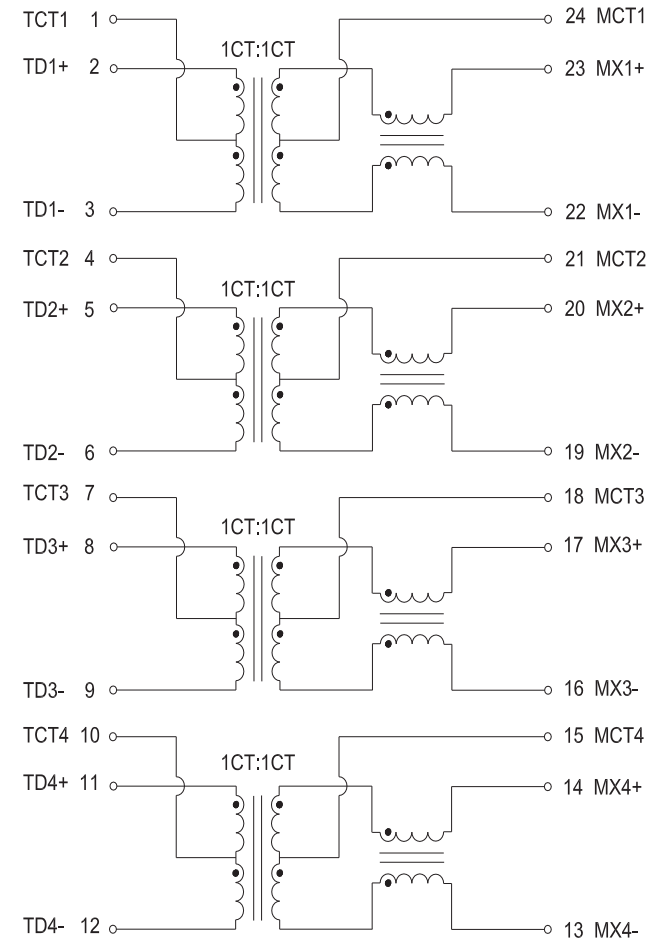 TCT1 1 24 MCT1
1CT:1CT
TD1+ 2 23 MX1+
TD1- 3 22 MX1-
TCT2 4 21 MCT2
1CT:1CT
TD2+ 5 20 MX2+
TD2- 6 19 MX2-
TCT3 7 18 MCT3
1CT:1CT
TD3+ 8 17 MX3+
TD3- 9 16 MX3-
TCT4 10 15 MCT4
1CT:1CT
TD4+ 11 14 MX4+
TD4- 12 13 MX4-